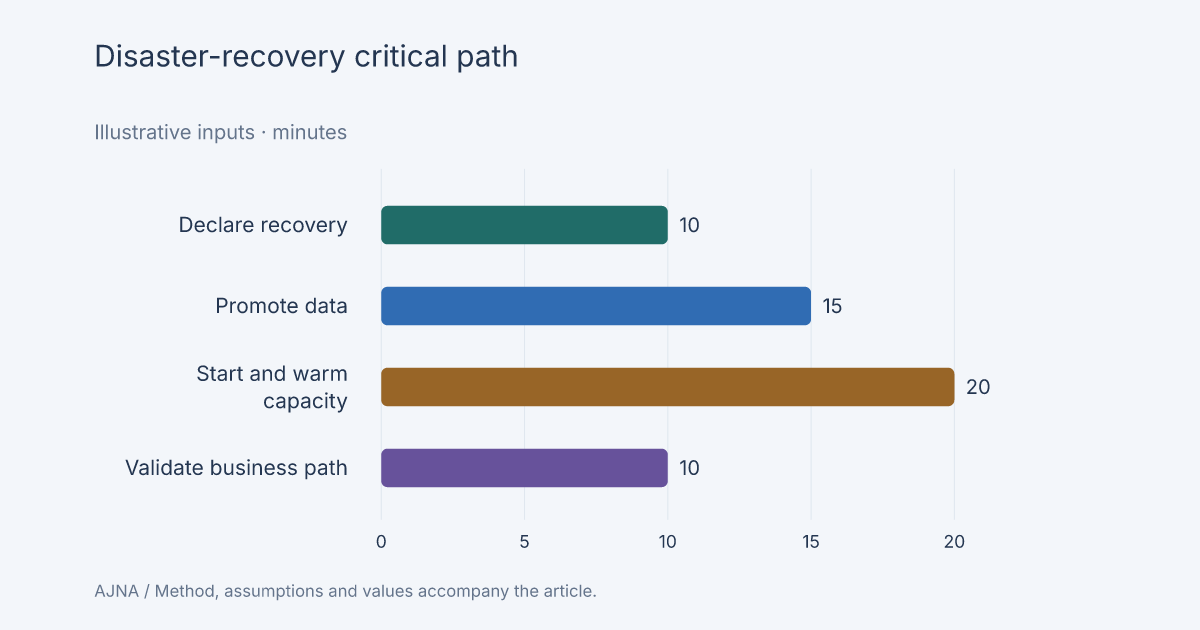 Disaster-recovery critical path
Illustrative inputs · minutes
Declare recovery
10
Promote data
15
Start and warm
capacity
20
Validate business path
10
0 5 10 15 20
AJNA / Method, assumptions and values accompany the article.